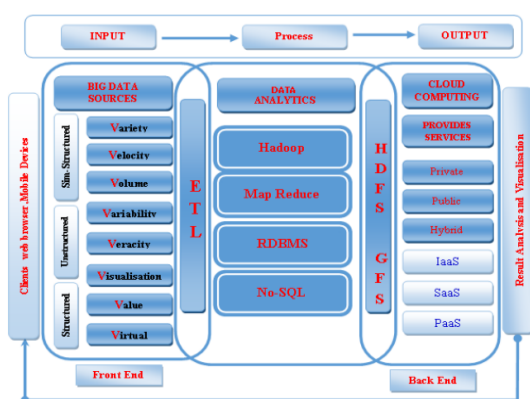 INPUT
Process
OUTPUT
Clients web browser ,Mobile Devices
BIG DATA
SOURCES
Sim-Structured
Variety
Velocity
Volume
Unstructured
Variability
Veracity
Visualisation
Structured
Value
Virtual
Front End
E T L
DATA
ANALYTICS
Hadoop
Map Reduce
RDBMS
No-SQL
H D F S G F S
CLOUD
COMPUTING
PROVIDES
SERVICES
Private
Public
Hybrid
IaaS
SaaS
PaaS
Back End
Result Analysis and Visualisation